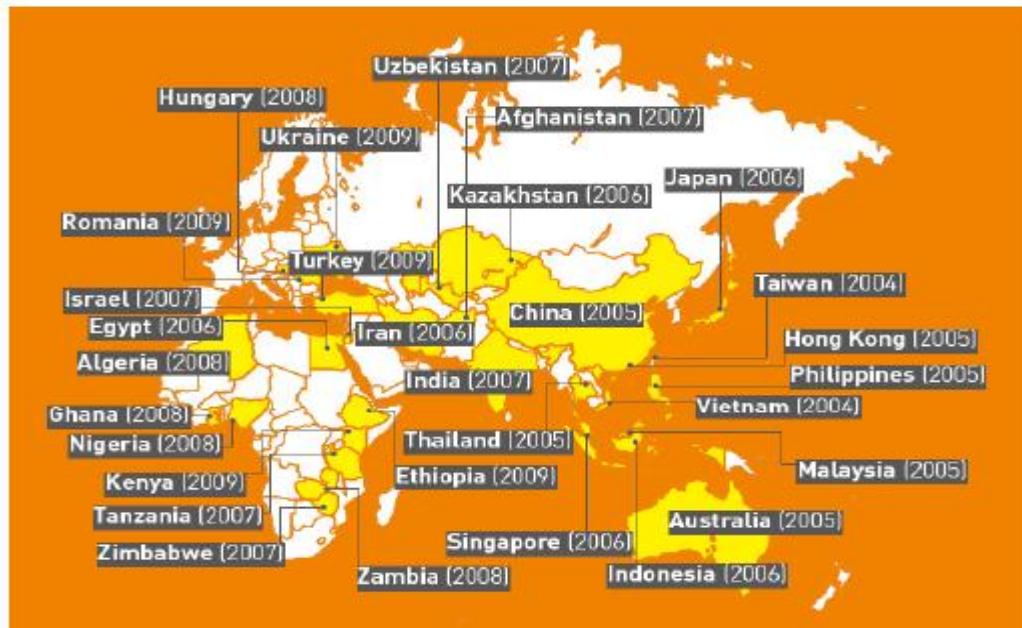 Uzbekistan (2007)
Hungary (2008)
Afghanistan (2007)
Ukraine (2009)
Japan (2006)
Kazakhstan (2006)
Romania (2009)
Turkey (2009)
Taiwan (2004)
Israel (2007)
China (2005)
Egypt (2006)
Iran (2006)
Hong Kong (2005)
Algeria (2008)
India (2007)
Philippines (2005)
Ghana (2008)
Vietnam (2004)
Nigeria (2008)
Thailand (2005)
Kenya (2009)
Ethiopia (2009)
Malaysia (2005)
Tanzania (2007)
Australia (2005)
Zimbabwe (2007)
Singapore (2006)
Zambia (2008)
Indonesia (2006)